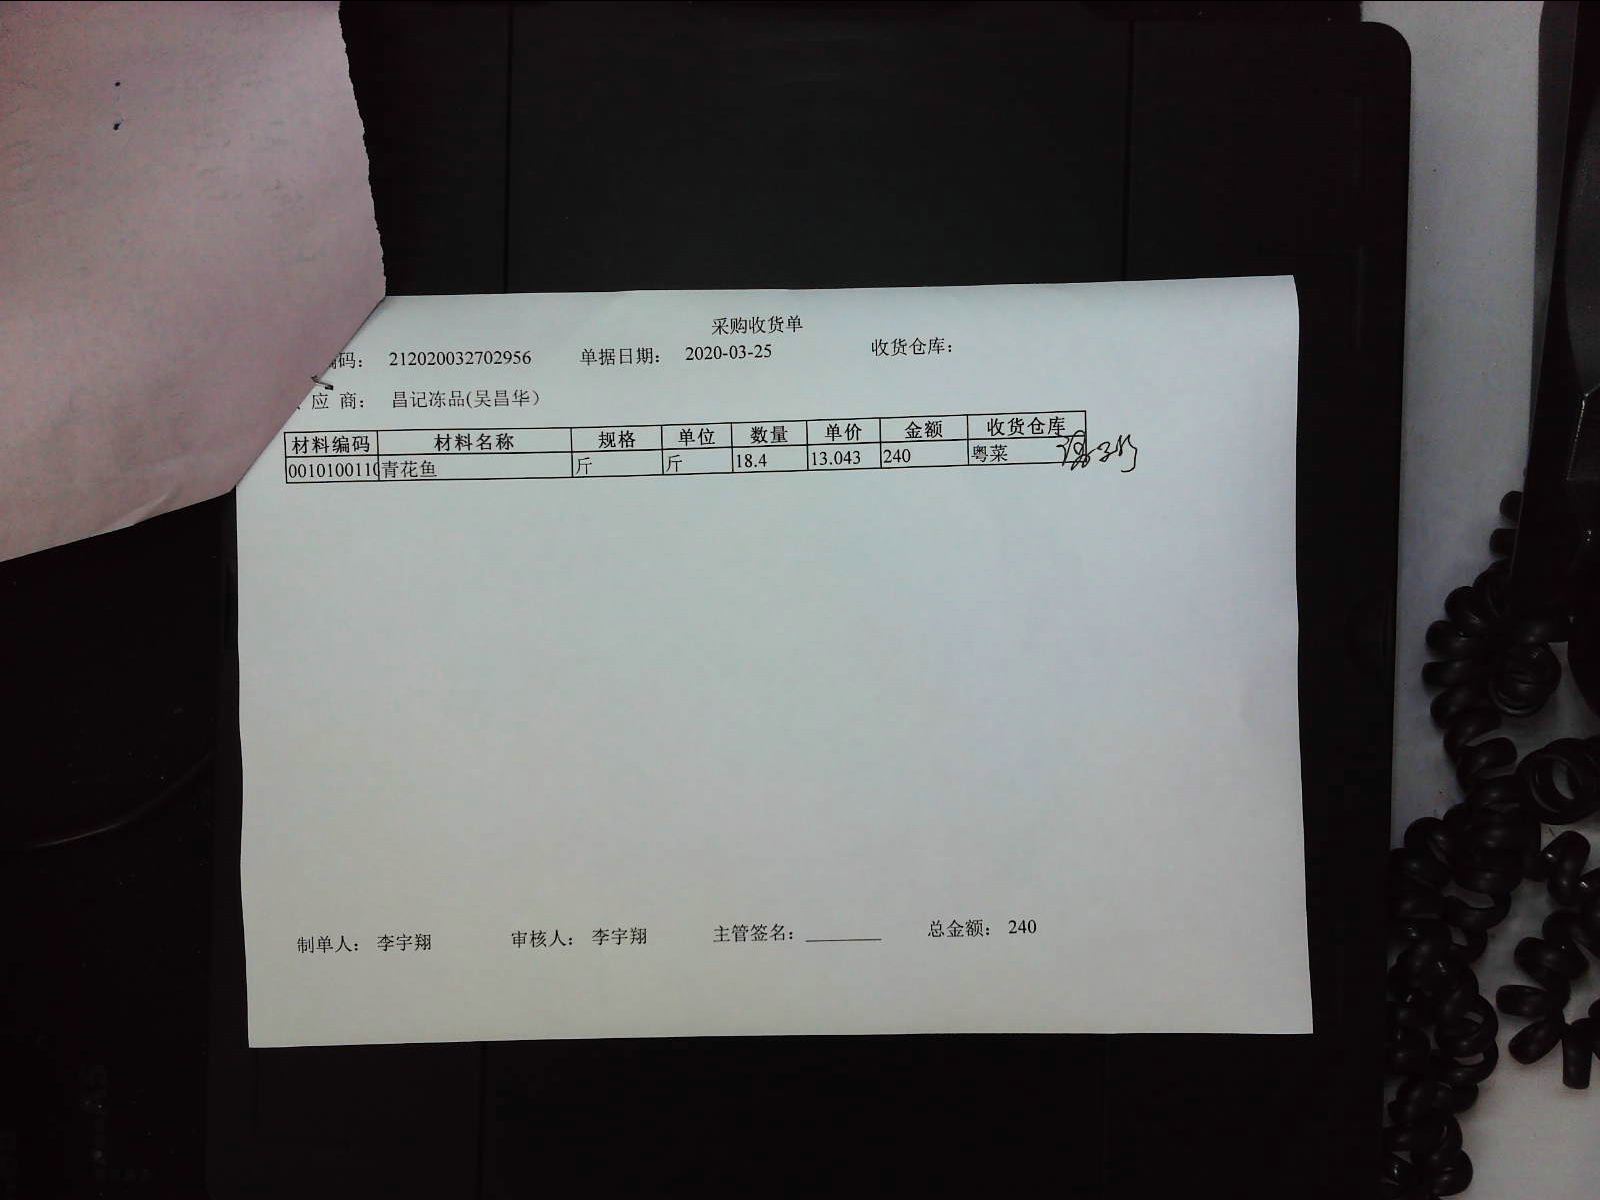 采购收货单
编码： 212020032702956 单据日期： 2020-03-25 收货仓库：
应 商： 昌记冻品(吴昌华）
材料编码 材料名称 规格 单位 数量 单价 金额 收货仓库
0010100110 青花鱼 斤 斤 18.4 13.043 240 粤菜
制单人： 李宇翔 审核人： 李宇翔 主管签名：________ 总金额： 240